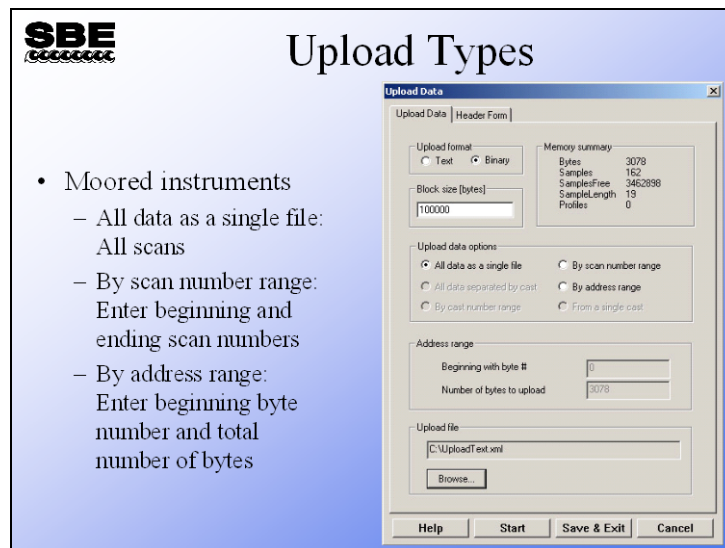 SBE
Upload Types
• Moored instruments
– All data as a single file:
All scans
– By scan number range:
Enter beginning and
ending scan numbers
– By address range:
Enter beginning byte
number and total
number of bytes
Upload Data
Upload Data Header Form
Upload format
Text Binary
Memory summary
Bytes 3078
Samples 162
SamplesFree 3462898
SampleLength 19
Profiles 0
Block size [bytes]
100000
Upload data options
All data as a single file By scan number range
All data separated by cast By address range
By cast number range From a single cast
Address range
Beginning with byte # 0
Number of bytes to upload 3078
Upload file
C:\UploadText.xml
Browse...
Help Start Save & Exit Cancel